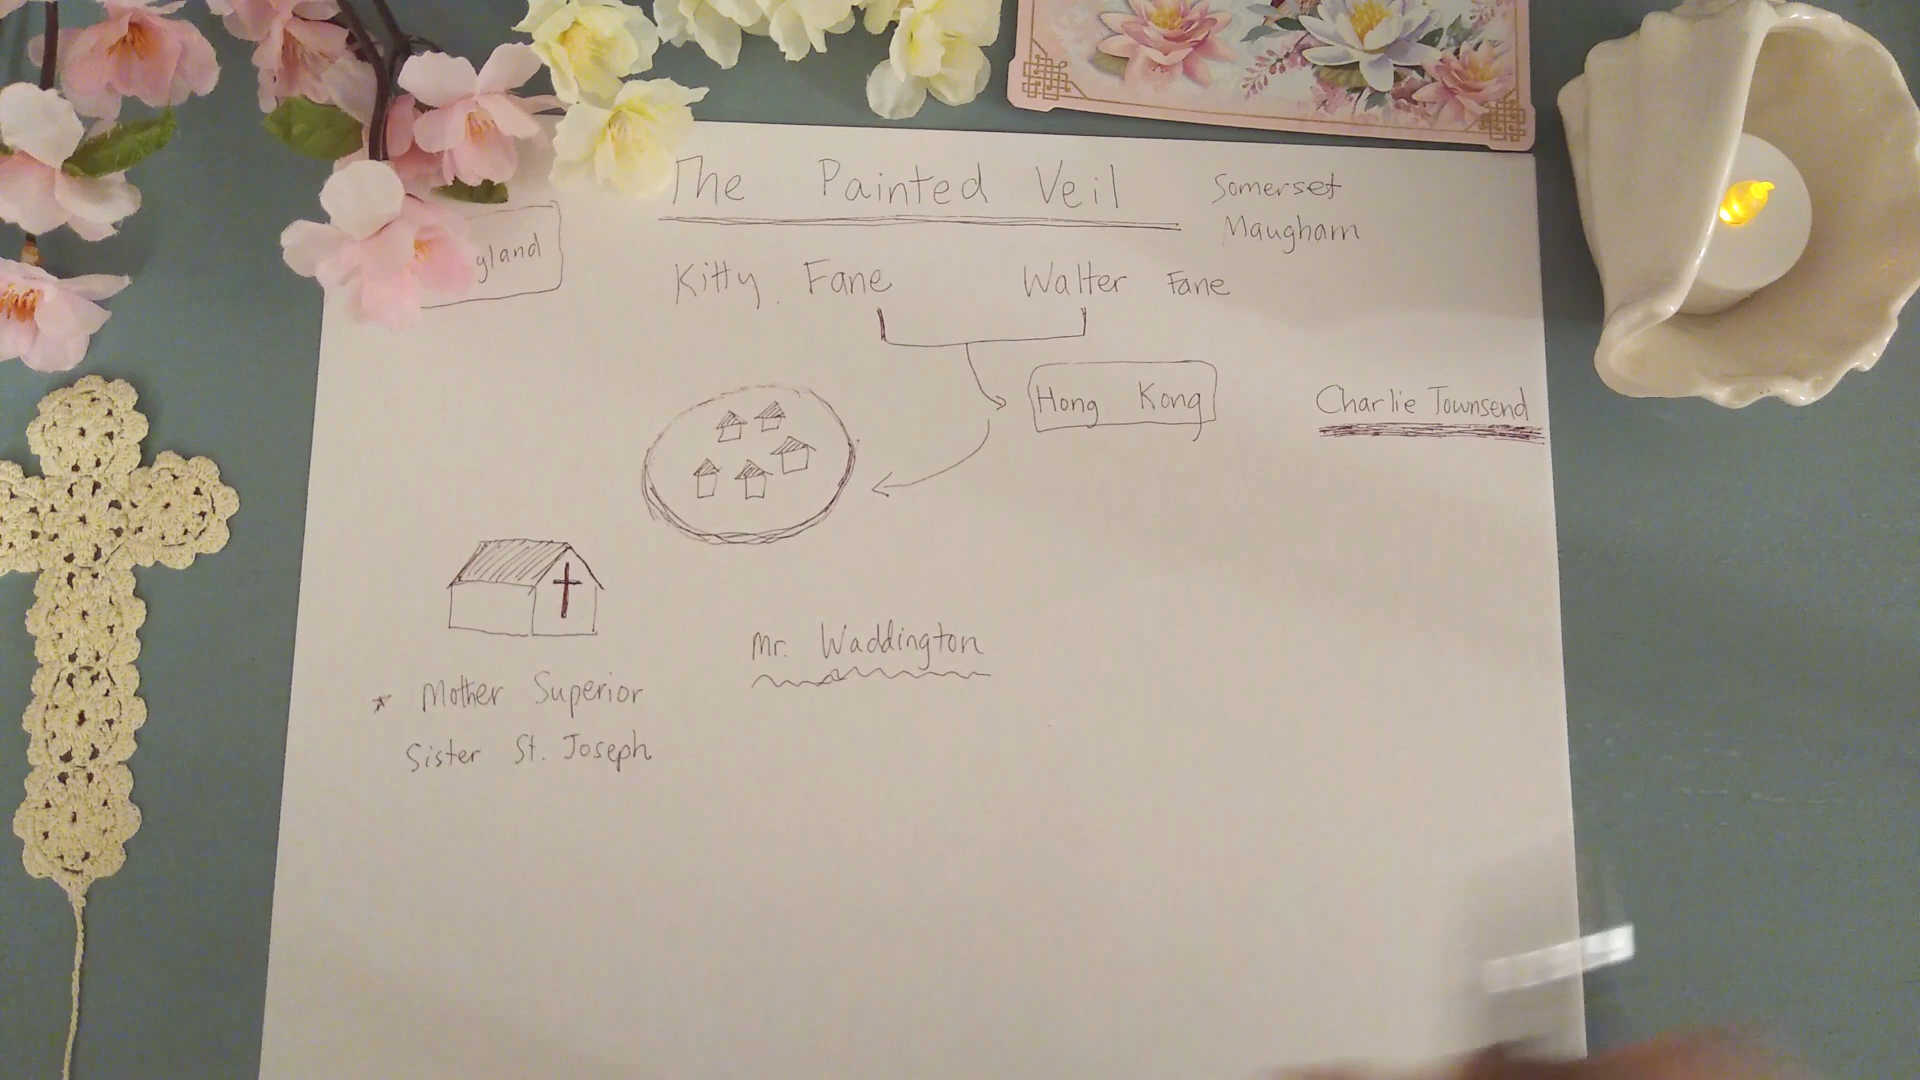 The Painted Veil
Somerset
Maugham
gland
Kitty Fane
Walter Fane
Hong Kong
Charlie Townsend
Mr. Waddington
* Mother Superior
Sister St. Joseph